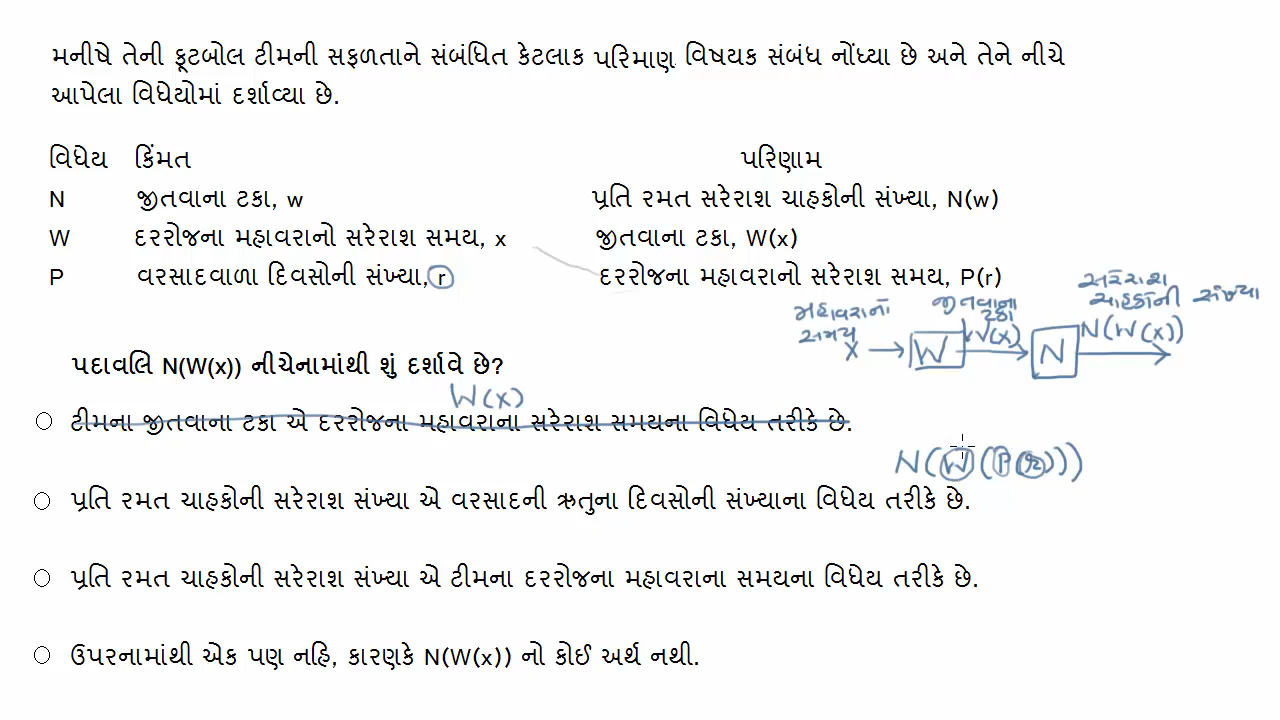 મનીષે તેની ફૂટબોલ ટીમની સફળતાને સંબંધિત કેટલાક પરિમાણ વિષયક સંબંધ નોંધ્યા છે અને તેને નીચે
આપેલા વિધેયોમાં દર્શાવ્યા છે.
વિધેય કિંમત પરિણામ
N જીતવાના ટકા, w પ્રતિ રમત સરેરાશ ચાહકોની સંખ્યા, N(w)
W દરરોજના મહાવરાનો સરેરાશ સમય, x જીતવાના ટકા, W(x)
P વરસાદવાળા દિવસોની સંખ્યા, r દરરોજના મહાવરાનો સરેરાશ સમય, P(r)
મહાવરાનો સમય જીતવાના ટકા સરેરાશ ચાહકોની સંખ્યા
x → W W(x) → N N(W(x))
પદાવલિ N(W(x)) નીચેનામાંથી શું દર્શાવે છે?
W(x)
ટીમના જીતવાના ટકા એ દરરોજના મહાવરાના સરેરાશ સમયના વિધેય તરીકે છે.
N(W(P(r)))
પ્રતિ રમત ચાહકોની સરેરાશ સંખ્યા એ વરસાદની ઋતુના દિવસોની સંખ્યાના વિધેય તરીકે છે.
પ્રતિ રમત ચાહકોની સરેરાશ સંખ્યા એ ટીમના દરરોજના મહાવરાના સમયના વિધેય તરીકે છે.
ઉપરનામાંથી એક પણ નહિ, કારણકે N(W(x)) નો કોઈ અર્થ નથી.